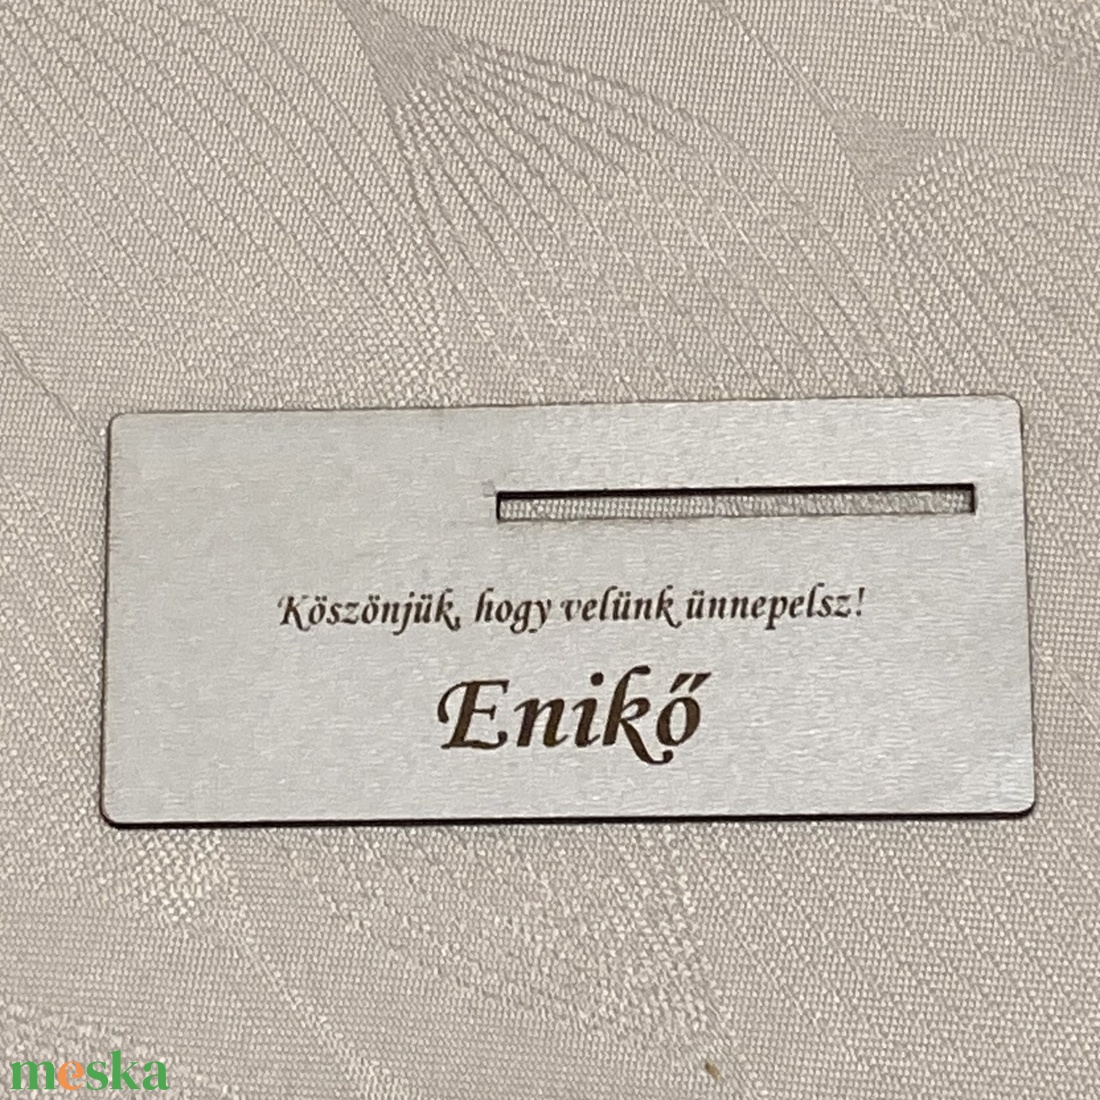 Köszönjük, hogy velünk ünnepelsz!
Enikő
meska